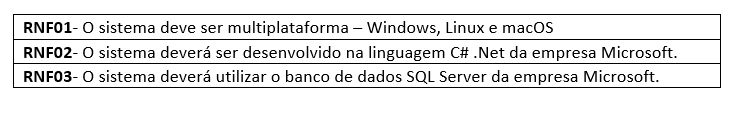 RNF01- O sistema deve ser multiplataforma – Windows, Linux e macOS
RNF02- O sistema deverá ser desenvolvido na linguagem C# .Net da empresa Microsoft.
RNF03- O sistema deverá utilizar o banco de dados SQL Server da empresa Microsoft.